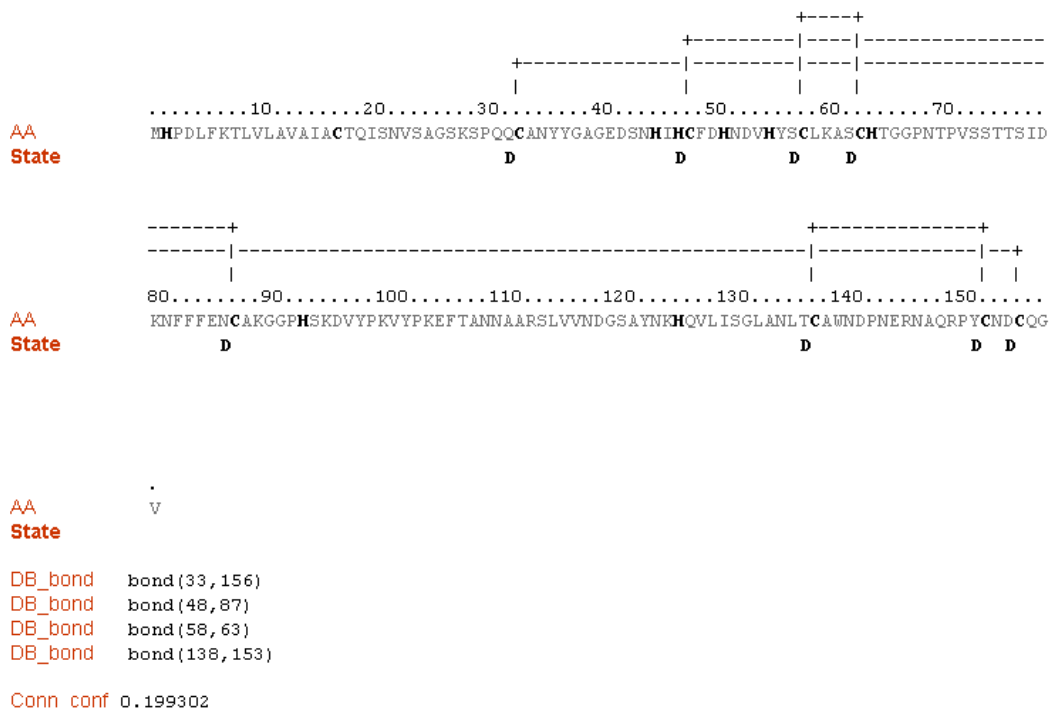 +----+
+---------|----|----------------
+--------------|---------|----|----------------
| | | |
.........10........20........30........40........50........60........70........
AA MHPDLFKTLVLAVAIACTQISNVSAGSKSPQQCANYYGAGEDSNHIHCFDHNDVHYSCLKASCHTGGPNTPVSSTTSID
State D D D D
-------+ +--------------+
-------|--------------------------------------------------|--------------|--+
| | | |
80........90........100.......110.......120.......130.......140.......150......
AA KNFFFENCAKGGPHSKDVYPKVYPKEFTANNAARSLVVNDGSAYNKHQVLISGLANLTCAWNDPNERNAQRPYCNDCQG
State D D D D
.
AA V
State
DB_bond bond(33,156)
DB_bond bond(48,87)
DB_bond bond(58,63)
DB_bond bond(138,153)
Conn_conf 0.199302